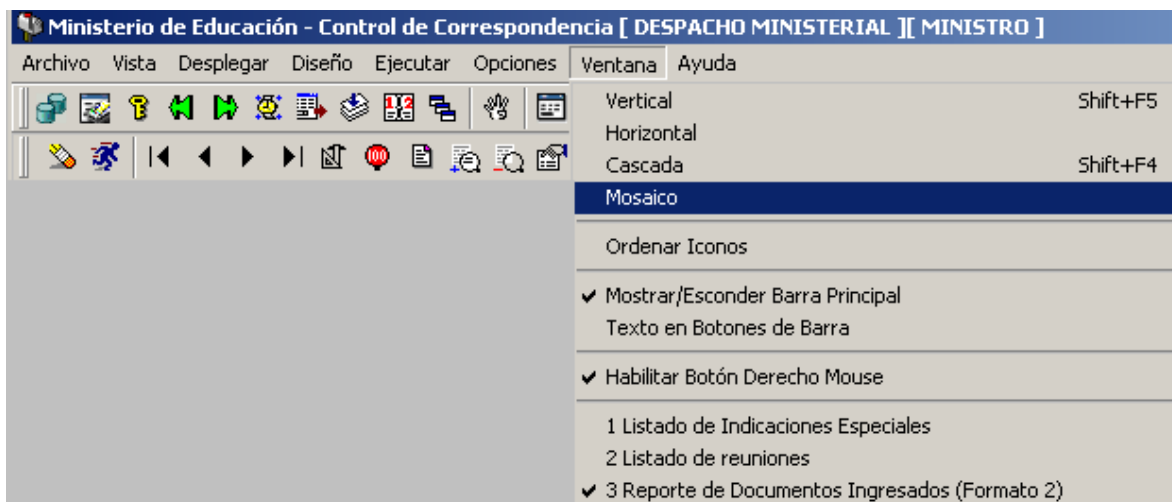 Ministerio de Educación - Control de Correspondencia [ DESPACHO MINISTERIAL ][ MINISTRO ]
Archivo Vista Desplegar Diseño Ejecutar Opciones Ventana Ayuda
Vertical Shift+F5
Horizontal
Cascada Shift+F4
Mosaico
Ordenar Iconos
Mostrar/Esconder Barra Principal
Texto en Botones de Barra
Habilitar Botón Derecho Mouse
1 Listado de Indicaciones Especiales
2 Listado de reuniones
3 Reporte de Documentos Ingresados (Formato 2)